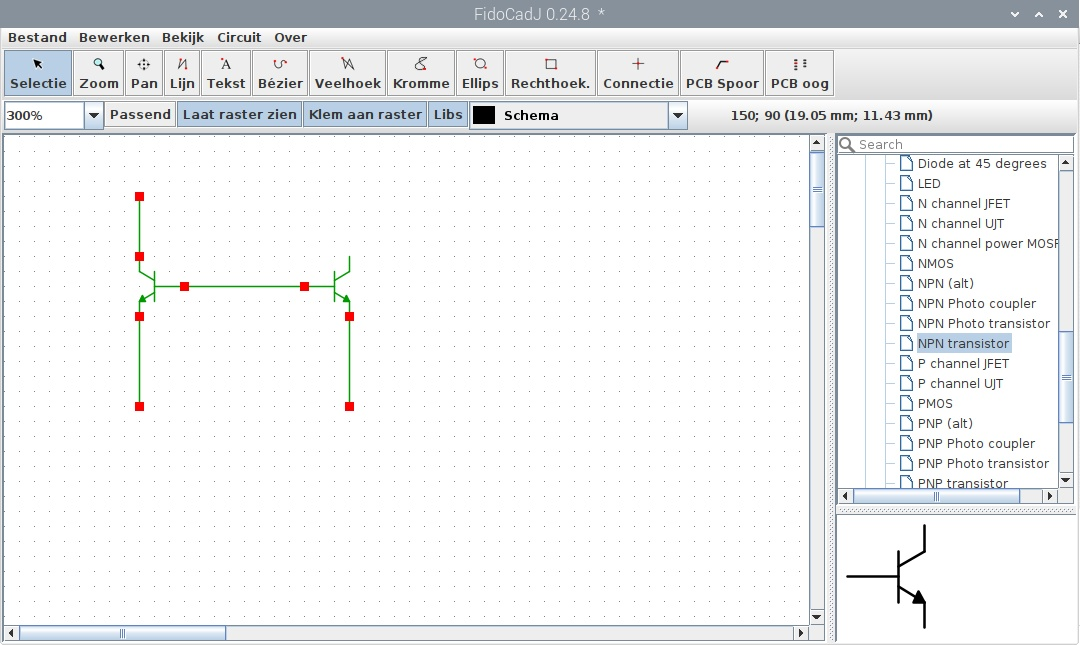 FidoCadJ 0.24.8 *
Bestand Bewerken Bekijk Circuit Over
Selectie Zoom Pan Lijn Tekst Bézier Veelhoek Kromme Ellips Rechthoek. Connectie PCB Spoor PCB oog
300% Passend Laat raster zien Klem aan raster Libs Schema 150; 90 (19.05 mm; 11.43 mm)
Search
Diode at 45 degrees
LED
N channel JFET
N channel UJT
N channel power MOSF
NMOS
NPN (alt)
NPN Photo coupler
NPN Photo transistor
NPN transistor
P channel JFET
P channel UJT
PMOS
PNP (alt)
PNP Photo coupler
PNP Photo transistor
PNP transistor